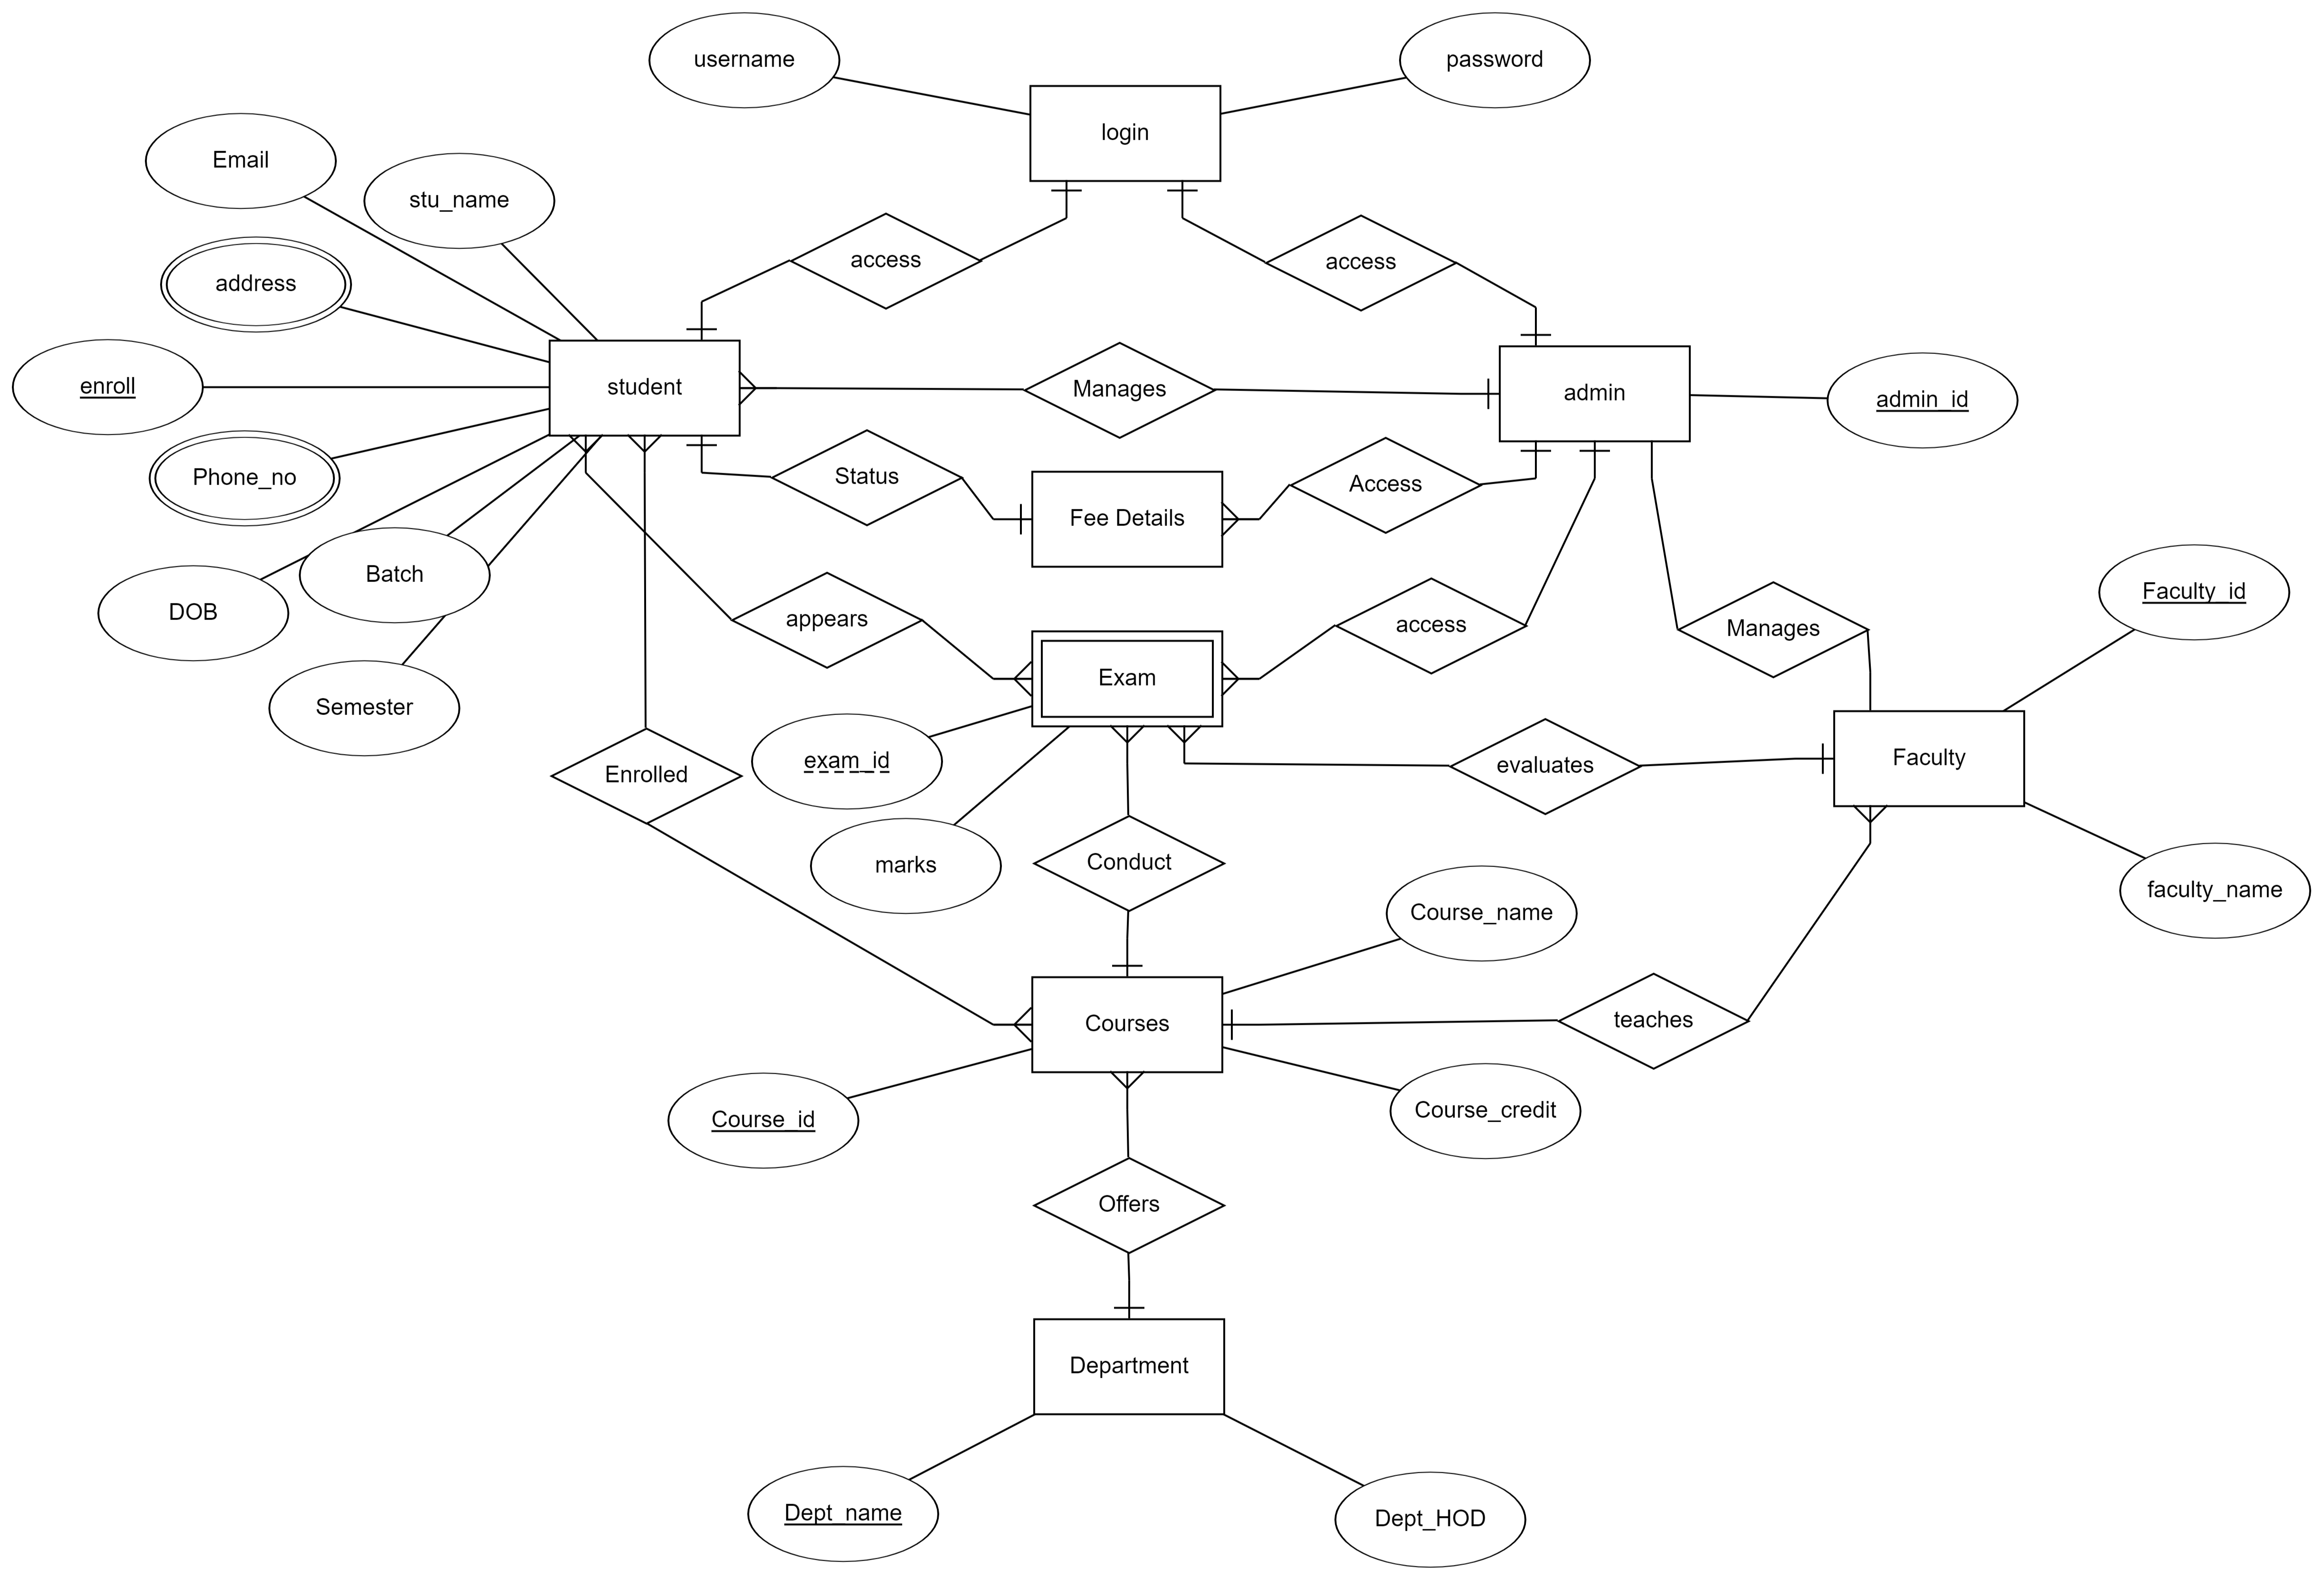 username
password
login
Email
stu_name
access
access
address
enroll
student
Manages
admin
admin_id
Phone_no
Status
Fee Details
Access
Batch
DOB
appears
access
Manages
Faculty_id
Exam
Semester
exam_id
Enrolled
evaluates
Faculty
marks
Conduct
faculty_name
Course_name
Courses
teaches
Course_id
Course_credit
Offers
Department
Dept_name
Dept_HOD